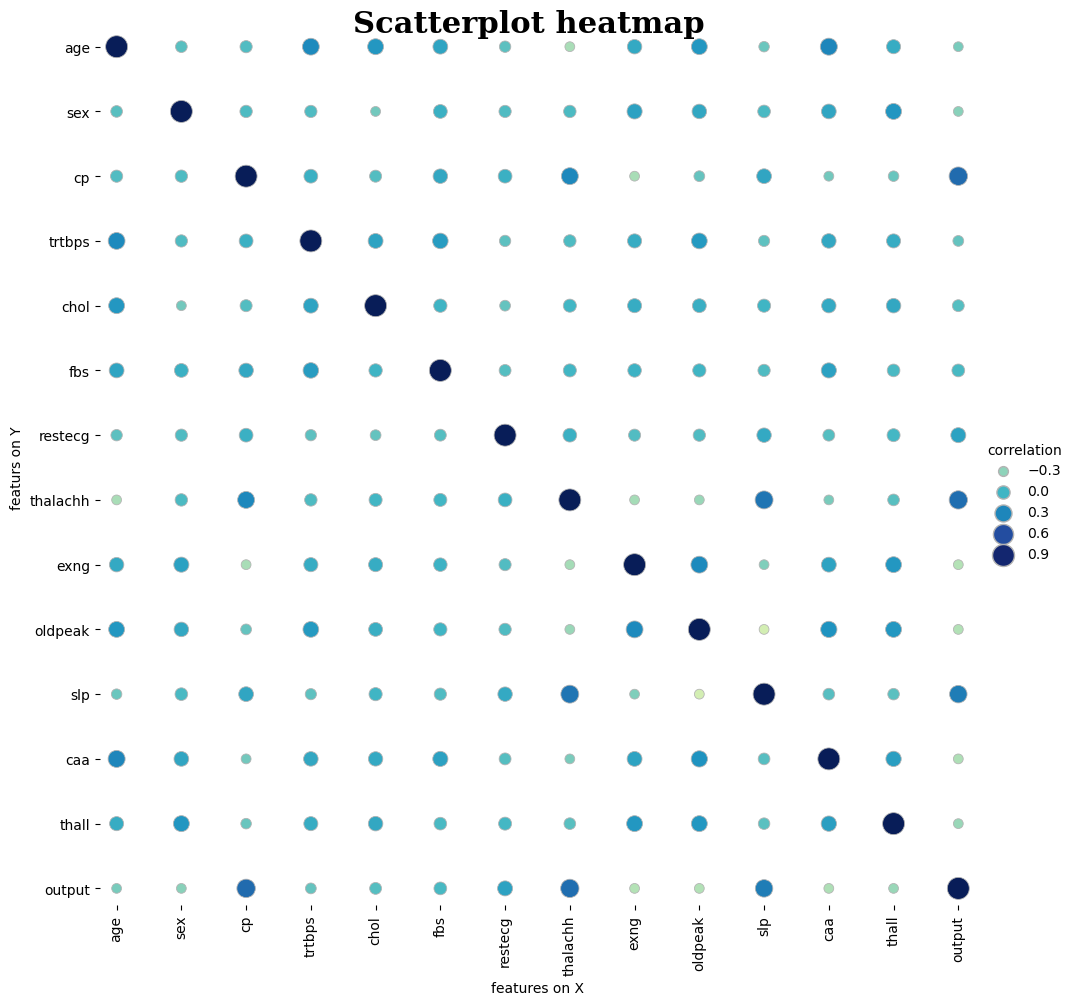 Scatterplot heatmap
age
sex
cp
trtbps
chol
fbs
restecg
thalachh
exng
oldpeak
slp
caa
thall
output
featurs on Y
age
sex
cp
trtbps
chol
fbs
restecg
thalachh
exng
oldpeak
slp
caa
thall
output
features on X
correlation
−0.3
0.0
0.3
0.6
0.9